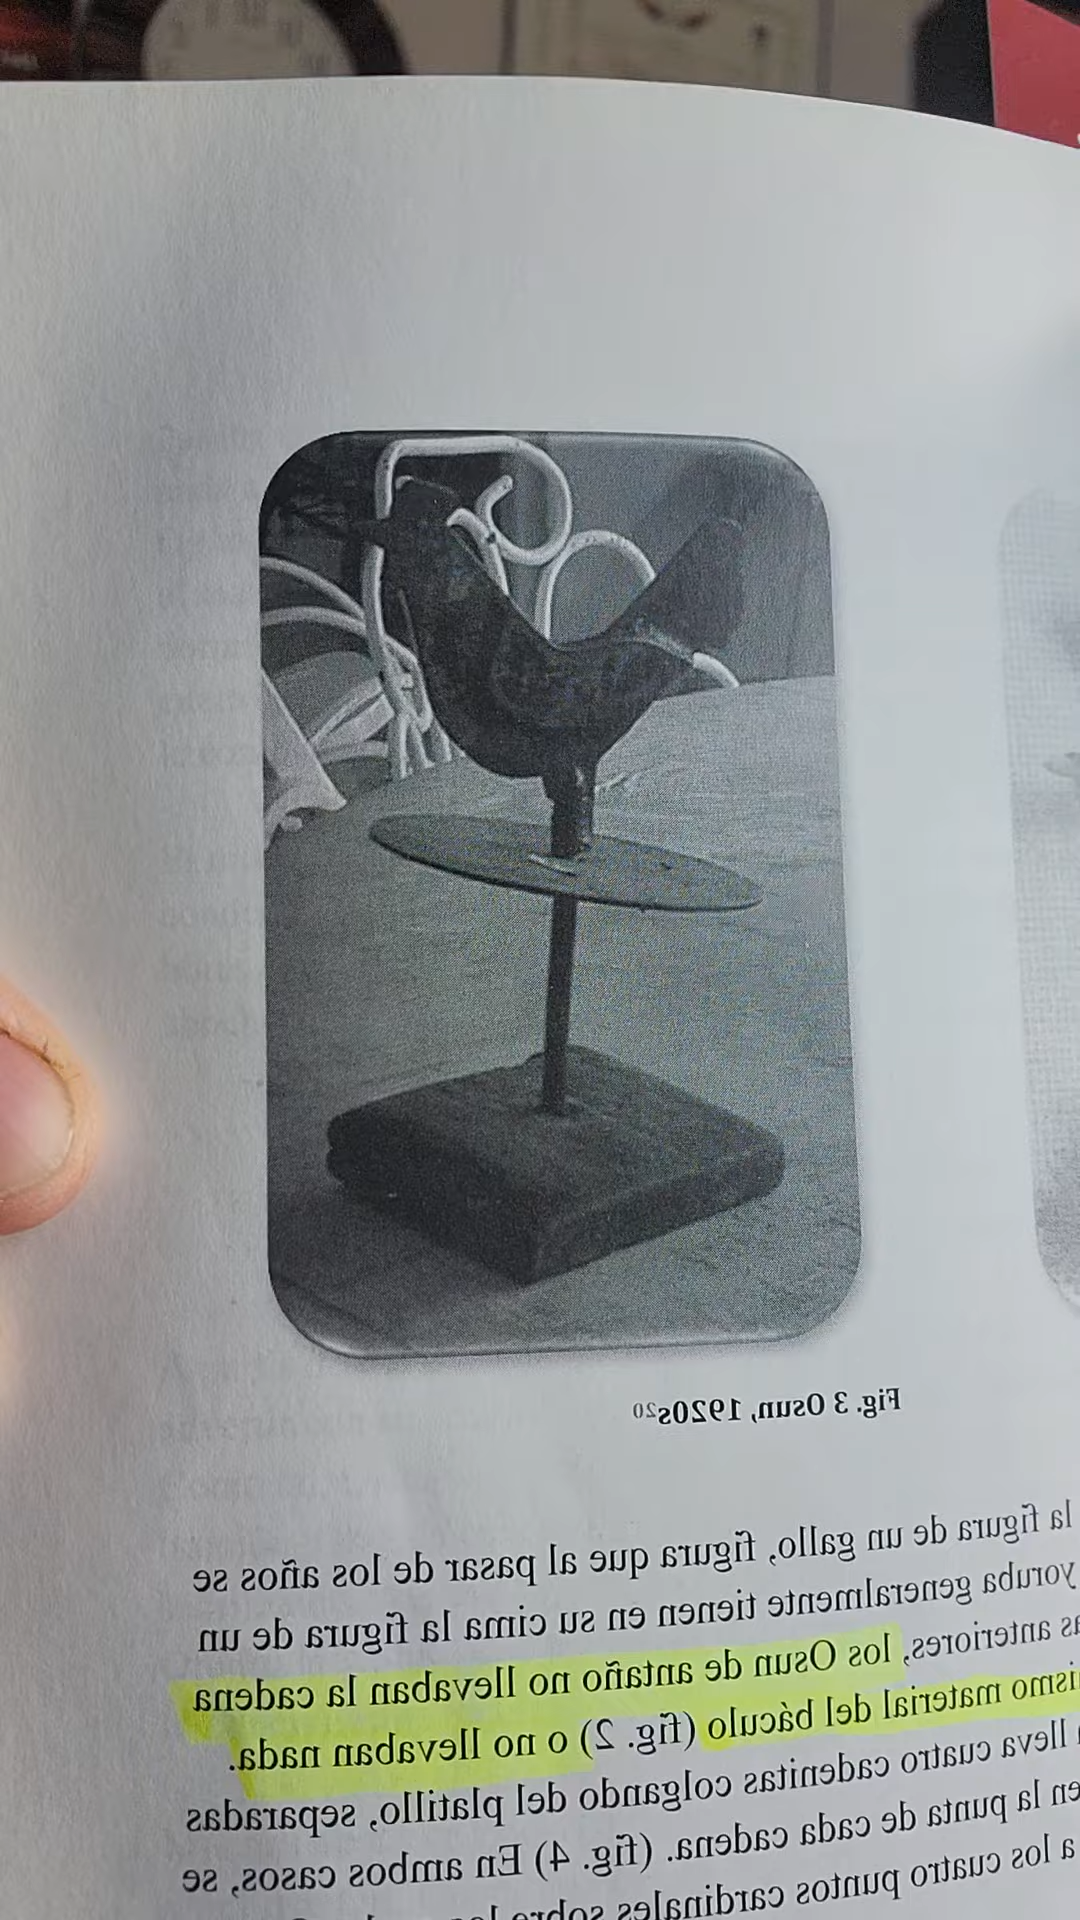 Fig. 3 Osun, 1920s20
la figura de un gallo, figura que al pasar de los años se
yoruba generalmente tienen en su cima la figura de un
as anteriores, los Osun de antaño no llevaban la cadena
ismo material del báculo (fig. 2) o no llevaban nada.
lleva cuatro cadenitas colgando del platillo, separadas
en la punta de cada cadena. (fig. 4) En ambos casos, se
a los cuatro puntos cardinales sobre